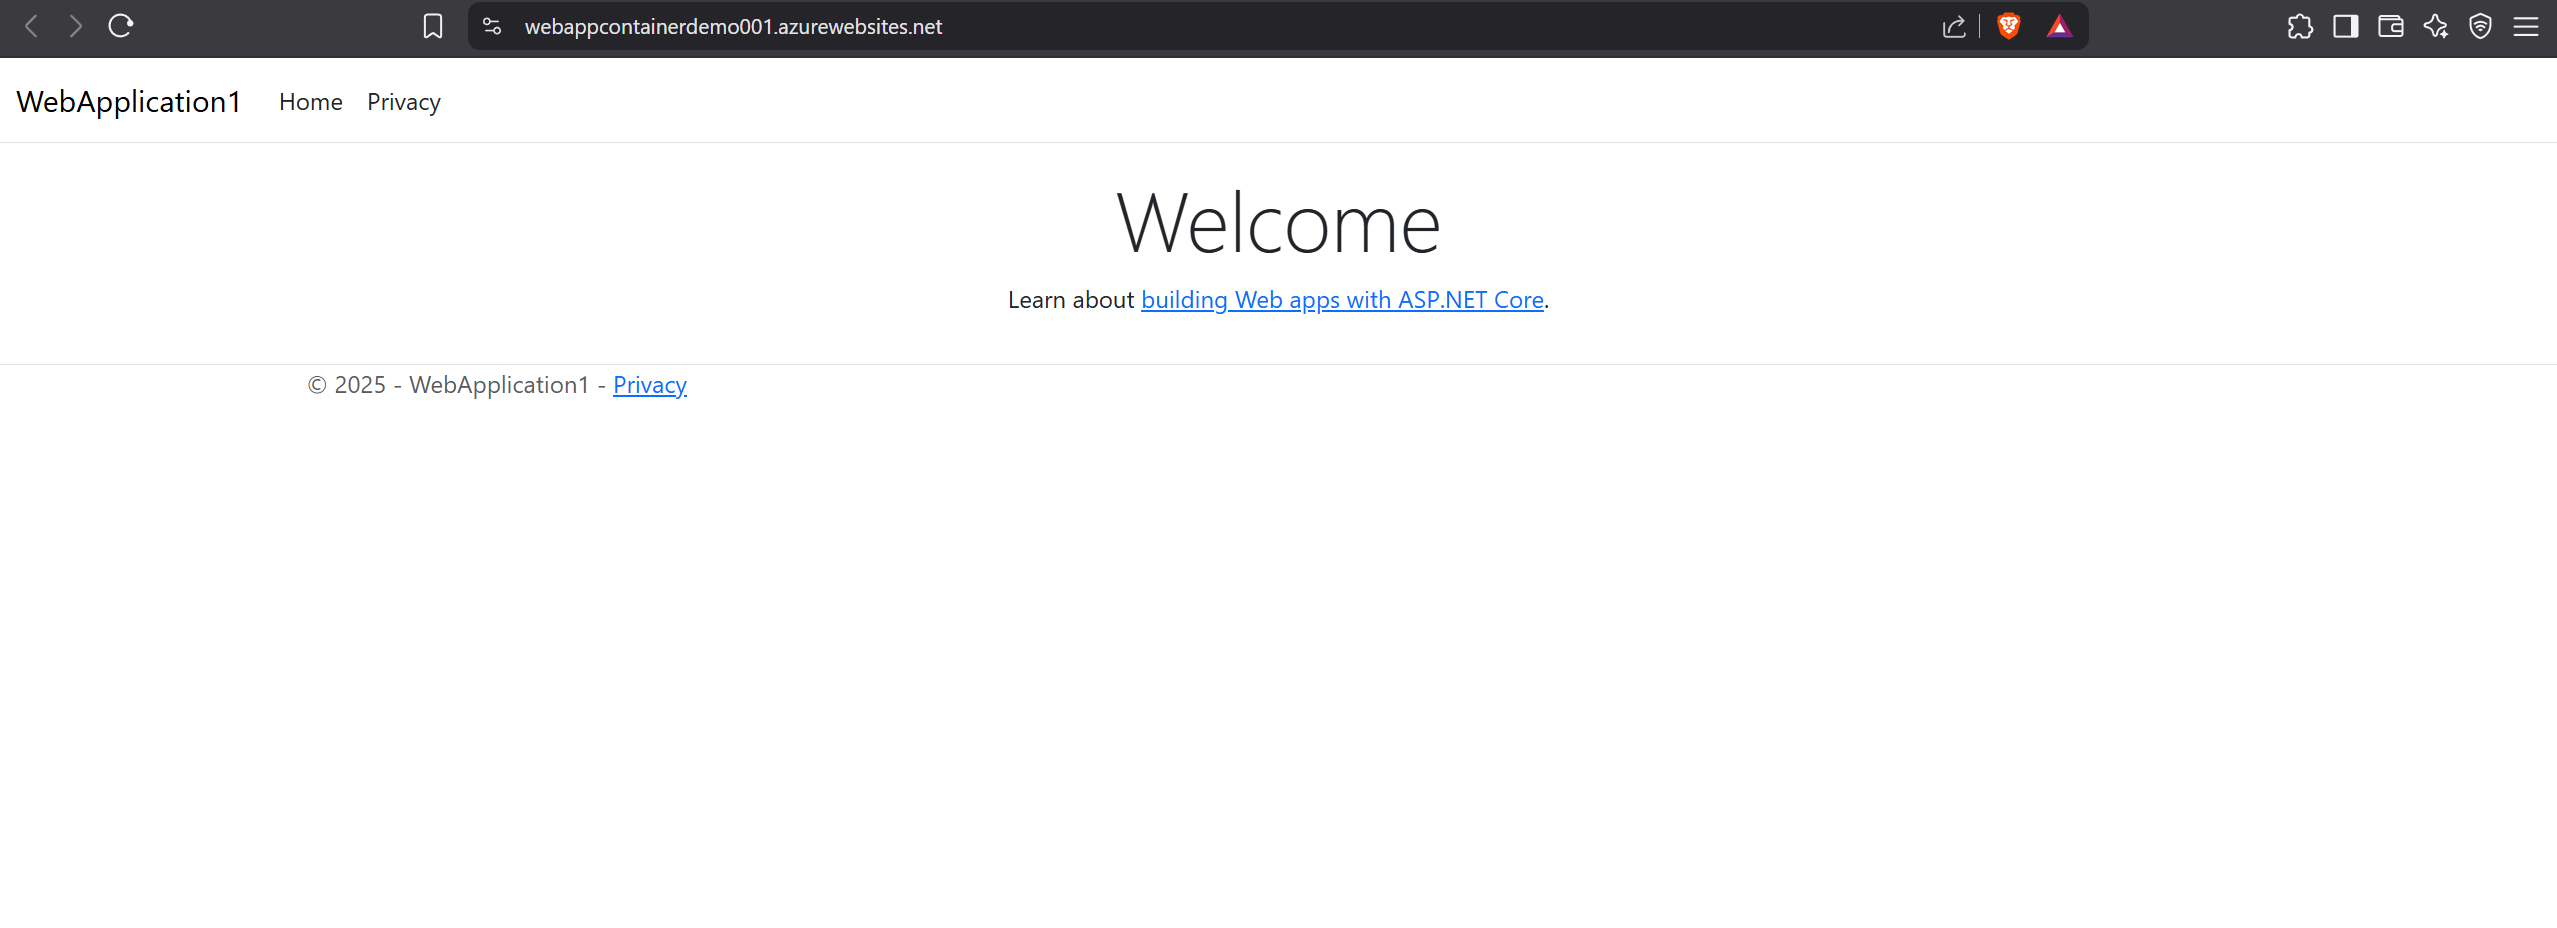 webappcontainerdemo001.azurewebsites.net
WebApplication1 Home Privacy
Welcome
Learn about building Web apps with ASP.NET Core.
© 2025 - WebApplication1 - Privacy